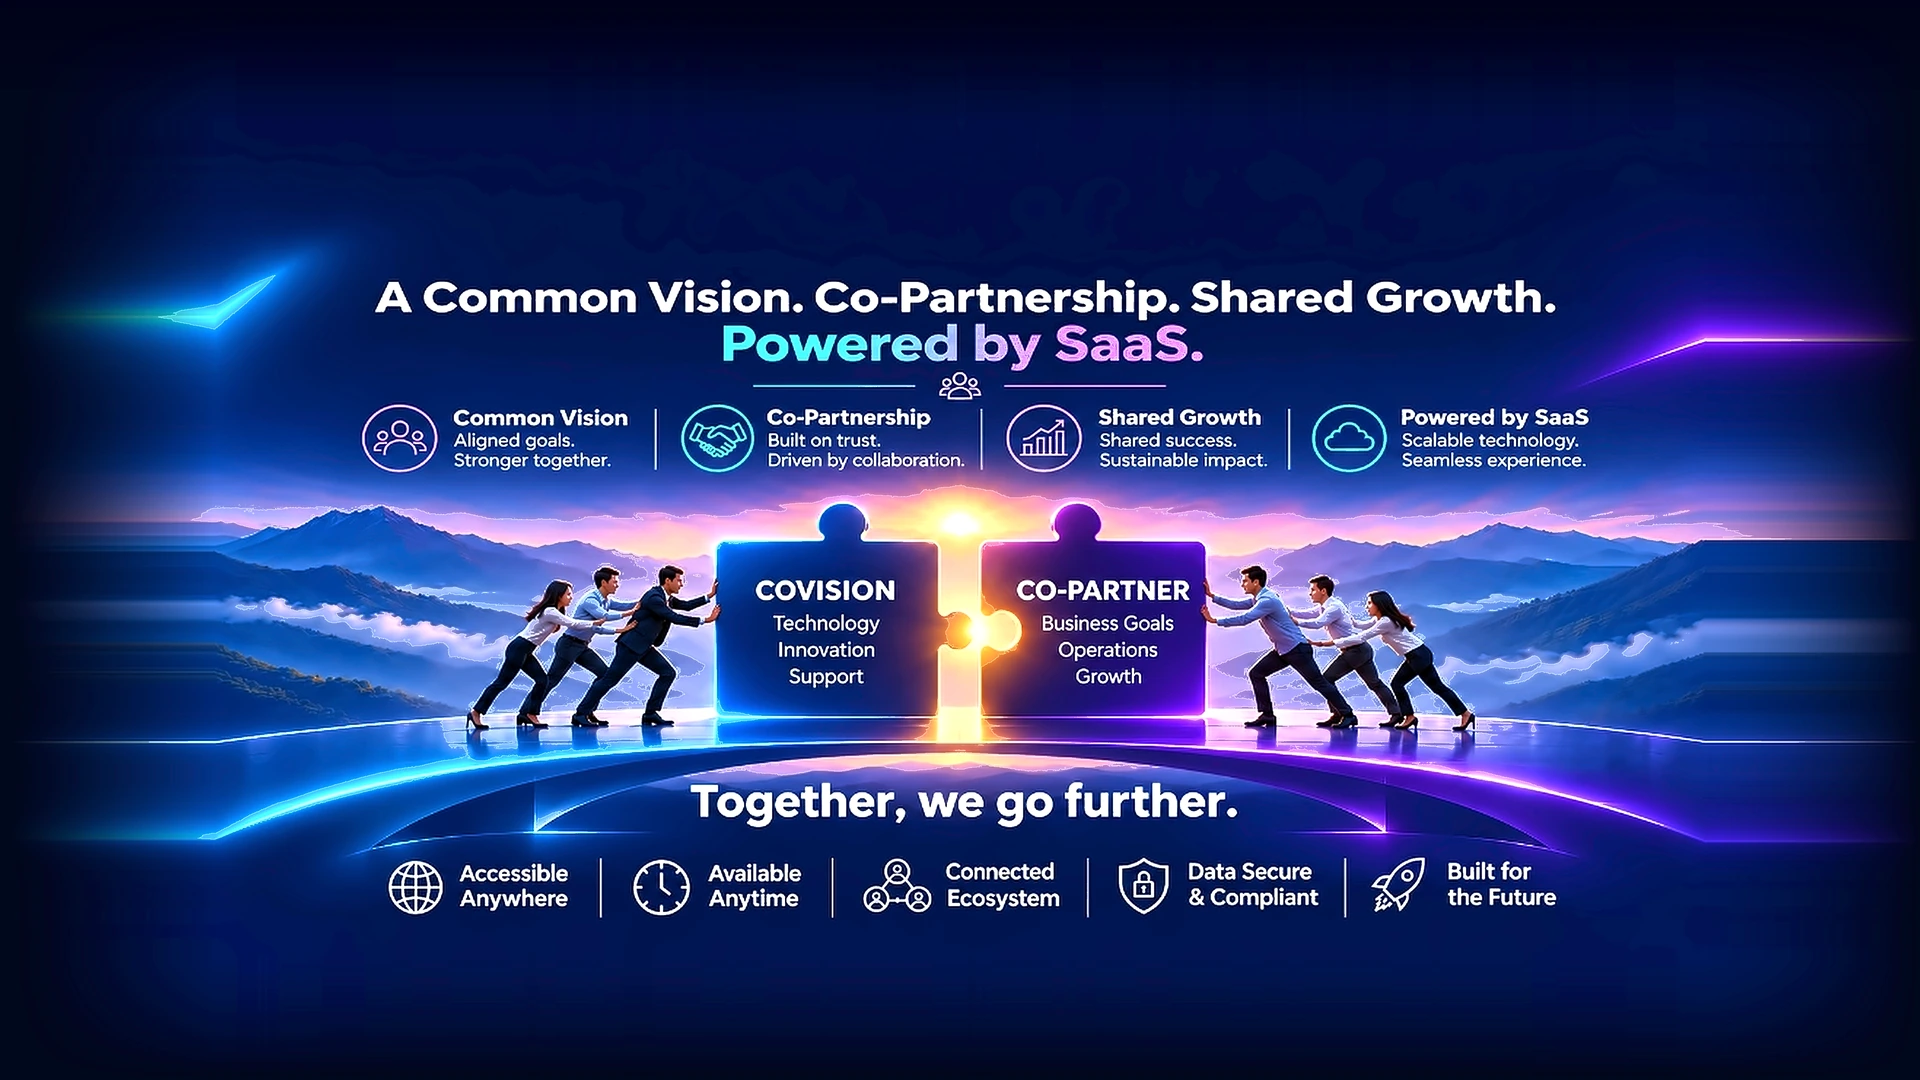 A Common Vision. Co-Partnership. Shared Growth.
Powered by SaaS.
Common Vision
Aligned goals.
Stronger together.
Co-Partnership
Built on trust.
Driven by collaboration.
Shared Growth
Shared success.
Sustainable impact.
Powered by SaaS
Scalable technology.
Seamless experience.
COVISION
Technology
Innovation
Support
CO-PARTNER
Business Goals
Operations
Growth
Together, we go further.
Accessible
Anywhere
Available
Anytime
Connected
Ecosystem
Data Secure
& Compliant
Built for
the Future